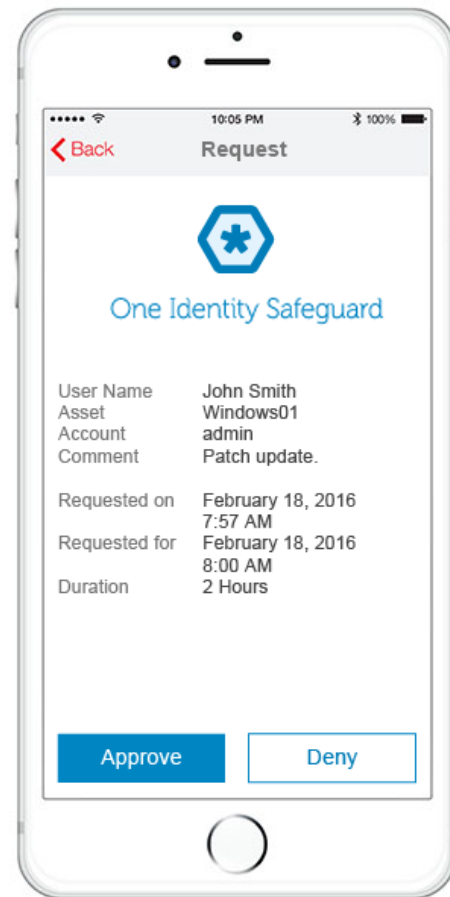 10:05 PM 100%
Back Request
One Identity Safeguard
User Name John Smith
Asset Windows01
Account admin
Comment Patch update.
Requested on February 18, 2016
7:57 AM
Requested for February 18, 2016
8:00 AM
Duration 2 Hours
Approve Deny